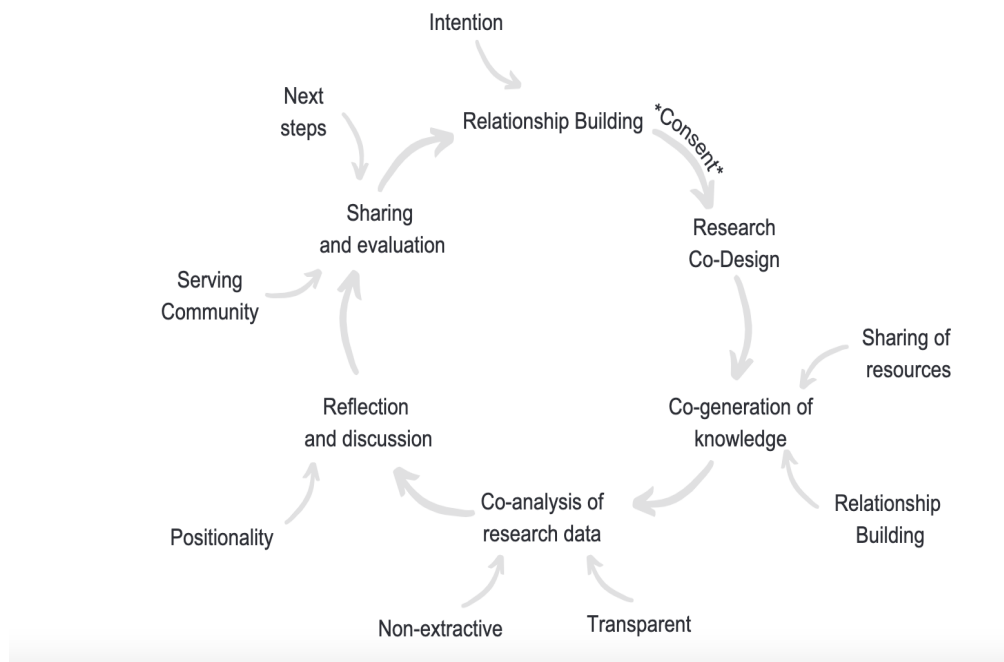 Intention
Next
steps
Relationship Building
*Consent*
Sharing
and evaluation
Research
Co-Design
Serving
Community
Sharing of
resources
Reflection
and discussion
Co-generation of
knowledge
Co-analysis of
research data
Relationship
Building
Positionality
Non-extractive
Transparent